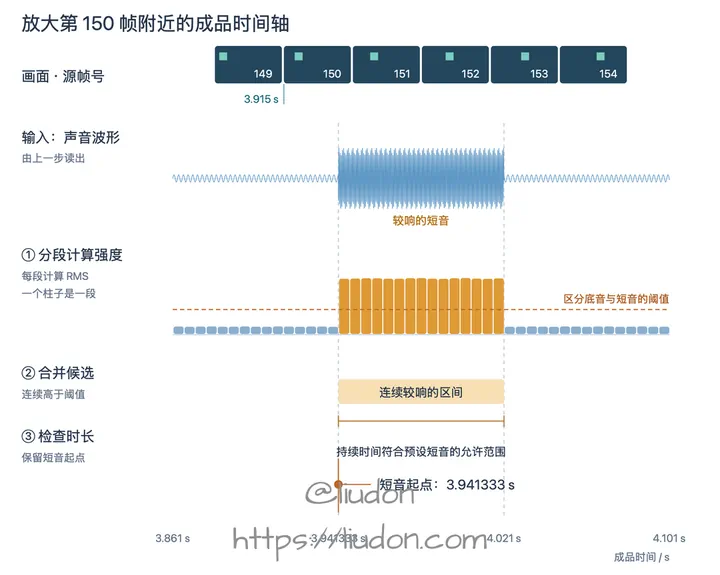 放大第 150 帧附近的成品时间轴
画面 · 源帧号
149
150
151
152
153
154
3.915 s
输入：声音波形
由上一步读出
较响的短音
① 分段计算强度
每段计算 RMS
一个柱子是一段
区分底音与短音的阈值
② 合并候选
连续高于阈值
连续较响的区间
③ 检查时长
保留短音起点
持续时间符合预设短音的允许范围
短音起点：3.941333 s
@liudon
https://liudon.com
3.861 s
3.941333 s
4.021 s
4.101 s
成品时间 / s